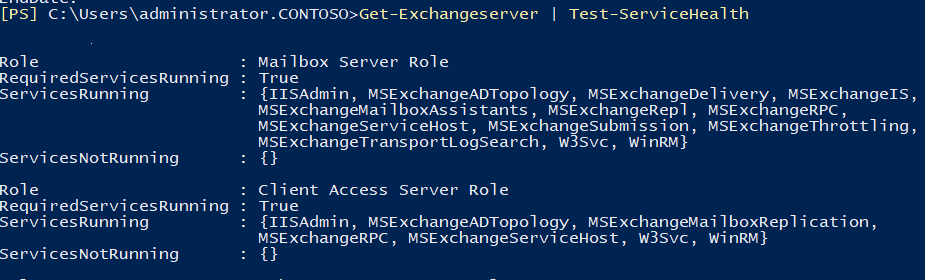 [PS] C:\Users\administrator.CONTOSO>Get-Exchangeserver | Test-ServiceHealth
Role : Mailbox Server Role
RequiredServicesRunning : True
ServicesRunning : {IISAdmin, MSExchangeADTopology, MSExchangeDelivery, MSExchangeIS,
MSExchangeMailboxAssistants, MSExchangeRepl, MSExchangeRPC,
MSExchangeServiceHost, MSExchangeSubmission, MSExchangeThrottling,
MSExchangeTransportLogSearch, W3Svc, WinRM}
ServicesNotRunning : {}
Role : Client Access Server Role
RequiredServicesRunning : True
ServicesRunning : {IISAdmin, MSExchangeADTopology, MSExchangeMailboxReplication,
MSExchangeRPC, MSExchangeServiceHost, W3Svc, WinRM}
ServicesNotRunning : {}